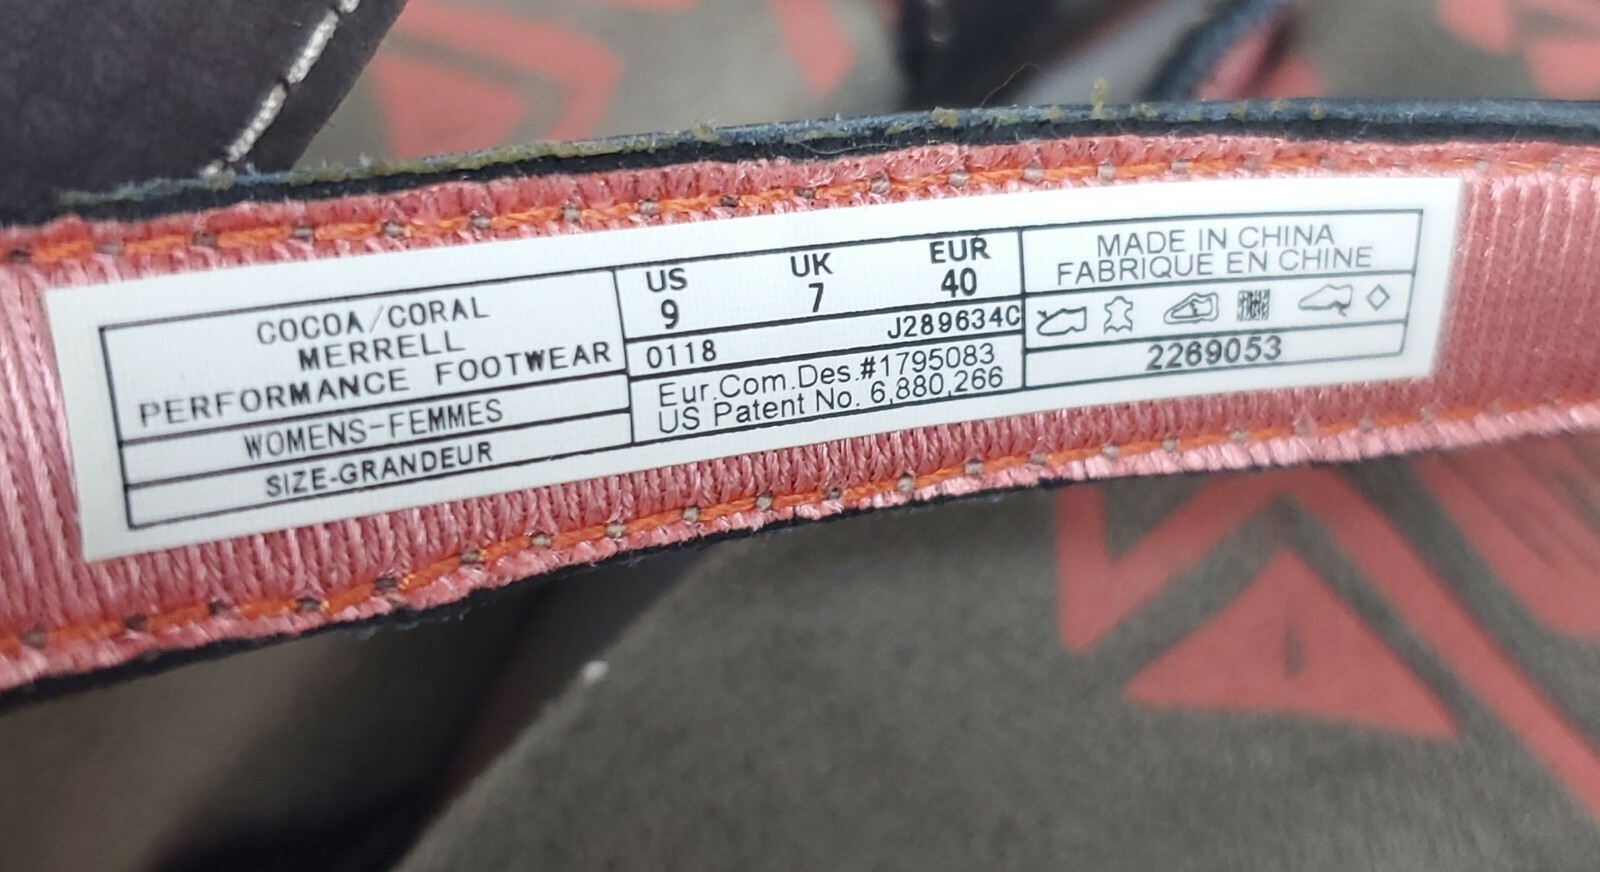 COCOA/CORAL
MERRELL
PERFORMANCE FOOTWEAR
WOMENS-FEMMES
SIZE-GRANDEUR
US UK EUR
9 7 40
J289634C
0118
Eur.Com.Des.#1795083
US Patent No. 6,880,266
MADE IN CHINA
FABRIQUE EN CHINE
2269053